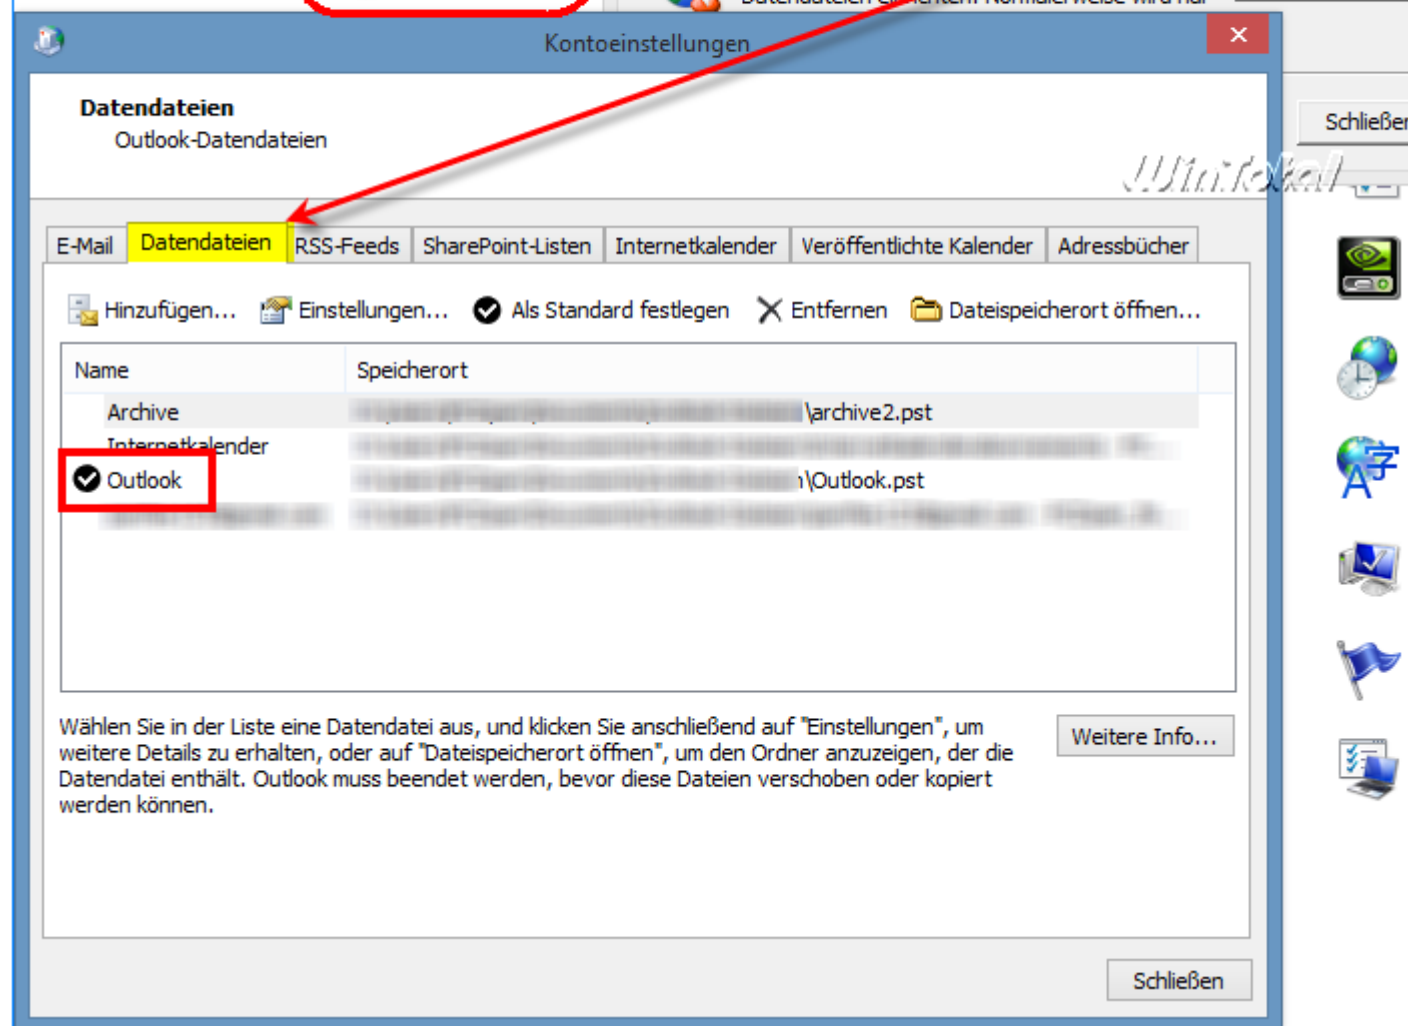 Kontoeinstellungen
Datendateien
Outlook-Datendateien
Schließen
WinTotal
E-Mail Datendateien RSS-Feeds SharePoint-Listen Internetkalender Veröffentlichte Kalender Adressbücher
Hinzufügen... Einstellungen... Als Standard festlegen Entfernen Dateispeicherort öffnen...
Name Speicherort
Archive \archive2.pst
Internetkalender
Outlook \Outlook.pst
Wählen Sie in der Liste eine Datendatei aus, und klicken Sie anschließend auf "Einstellungen", um
weitere Details zu erhalten, oder auf "Dateispeicherort öffnen", um den Ordner anzuzeigen, der die
Datendatei enthält. Outlook muss beendet werden, bevor diese Dateien verschoben oder kopiert
werden können.
Weitere Info...
Schließen